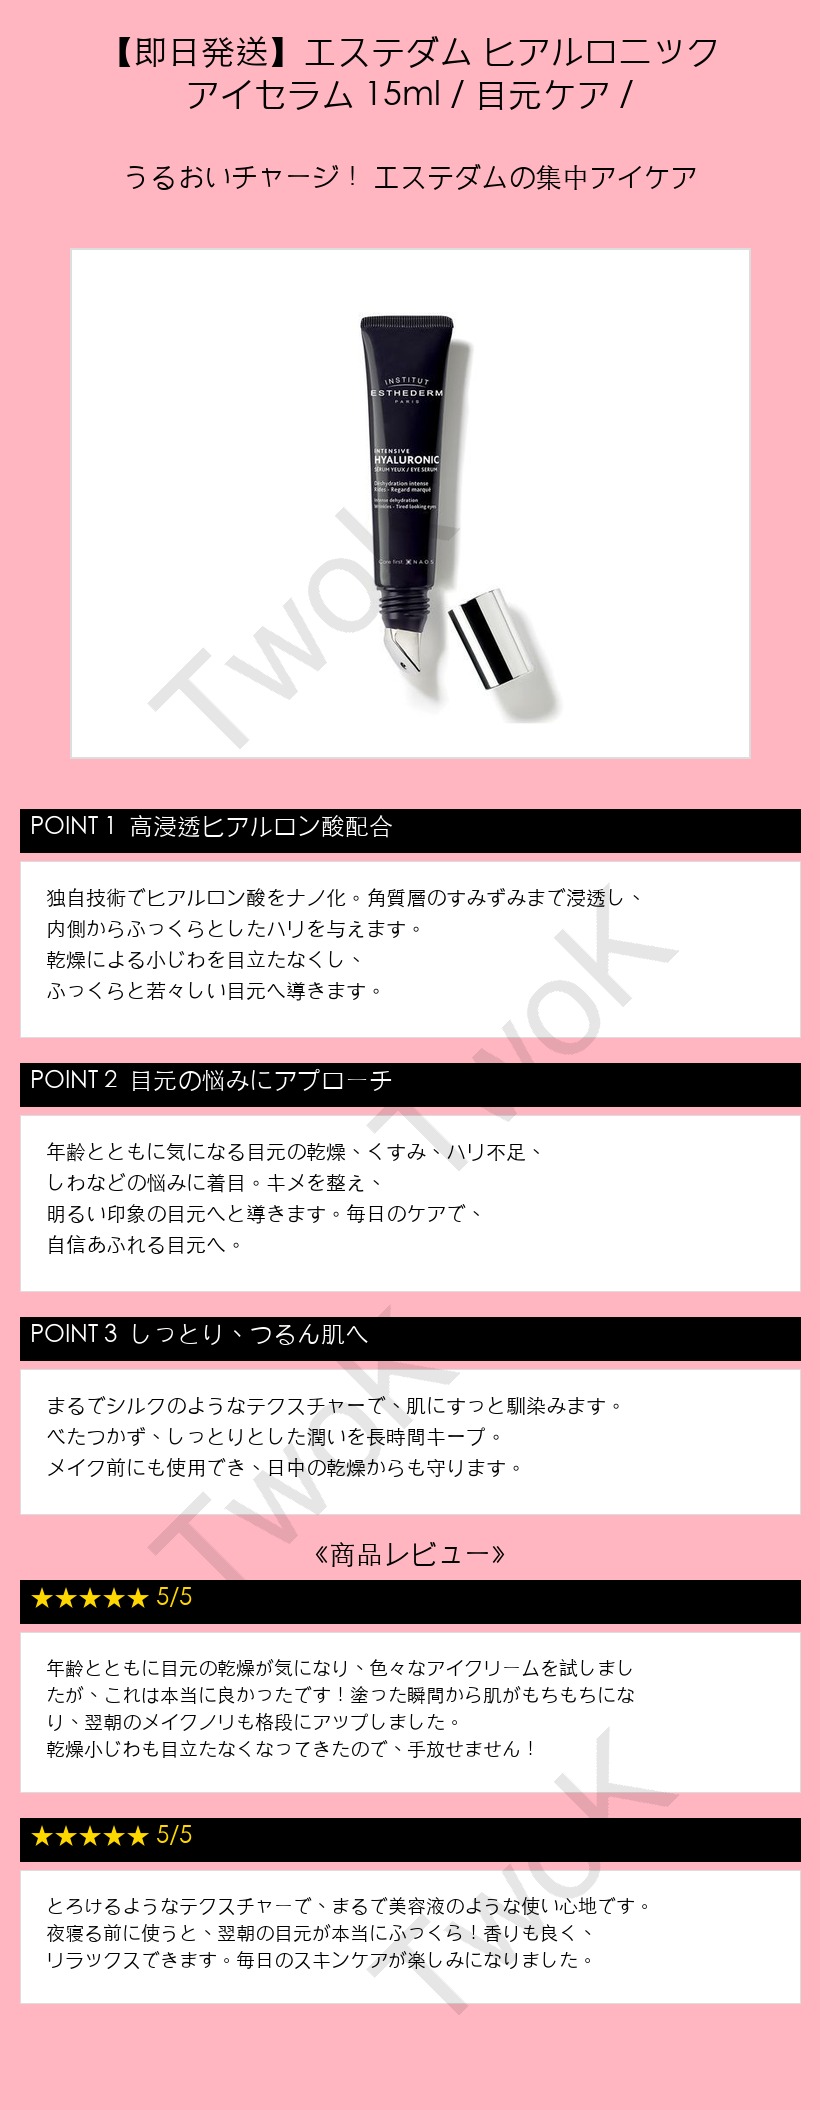 【即日発送】エステダム ヒアルロニック
アイセラム 15ml / 目元ケア /
うるおいチャージ！ エステダムの集中アイケア
INSTITUT
ESTHEDERM
PARIS
INTENSIVE
HYALURONIC
SÉRUM YEUX / EYE SERUM
Déshydration intense
Rides - Regard marqué
Intense dehydration
Wrinkles - Tired looking eyes
Care first. NAOS
TwoK
POINT 1 高浸透ヒアルロン酸配合
独自技術でヒアルロン酸をナノ化。角質層のすみずみまで浸透し、
内側からふっくらとしたハリを与えます。
乾燥による小じわを目立たなくし、
ふっくらと若々しい目元へ導きます。
TwoK
POINT 2 目元の悩みにアプローチ
年齢とともに気になる目元の乾燥、くすみ、ハリ不足、
しわなどの悩みに着目。キメを整え、
明るい印象の目元へと導きます。毎日のケアで、
自信あふれる目元へ。
POINT 3 しっとり、つるん肌へ
まるでシルクのようなテクスチャーで、肌にすっと馴染みます。
べたつかず、しっとりとした潤いを長時間キープ。
メイク前にも使用でき、日中の乾燥からも守ります。
TwoK
《商品レビュー》
★★★★★ 5/5
年齢とともに目元の乾燥が気になり、色々なアイクリームを試しまし
たが、これは本当に良かったです！塗った瞬間から肌がもちもちにな
り、翌朝のメイクノリも格段にアップしました。
乾燥小じわも目立たなくなってきたので、手放せません！
★★★★★ 5/5
とろけるようなテクスチャーで、まるで美容液のような使い心地です。
夜寝る前に使うと、翌朝の目元が本当にふっくら！香りも良く、
リラックスできます。毎日のスキンケアが楽しみになりました。
TwoK